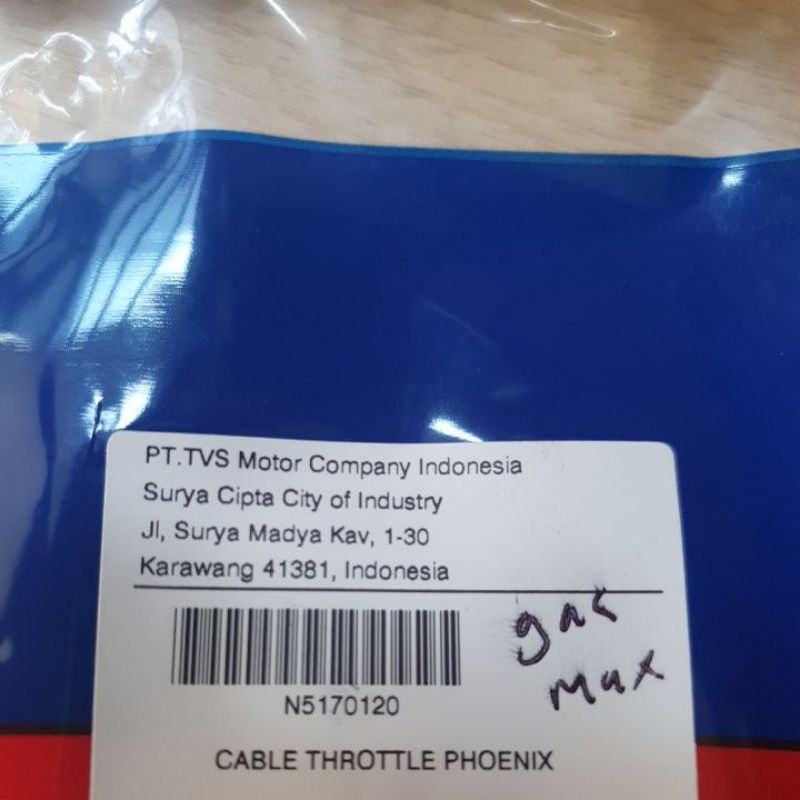 PT.TVS Motor Company Indonesia
Surya Cipta City of Industry
Jl, Surya Madya Kav, 1-30
Karawang 41381, Indonesia
gas
max
N5170120
CABLE THROTTLE PHOENIX